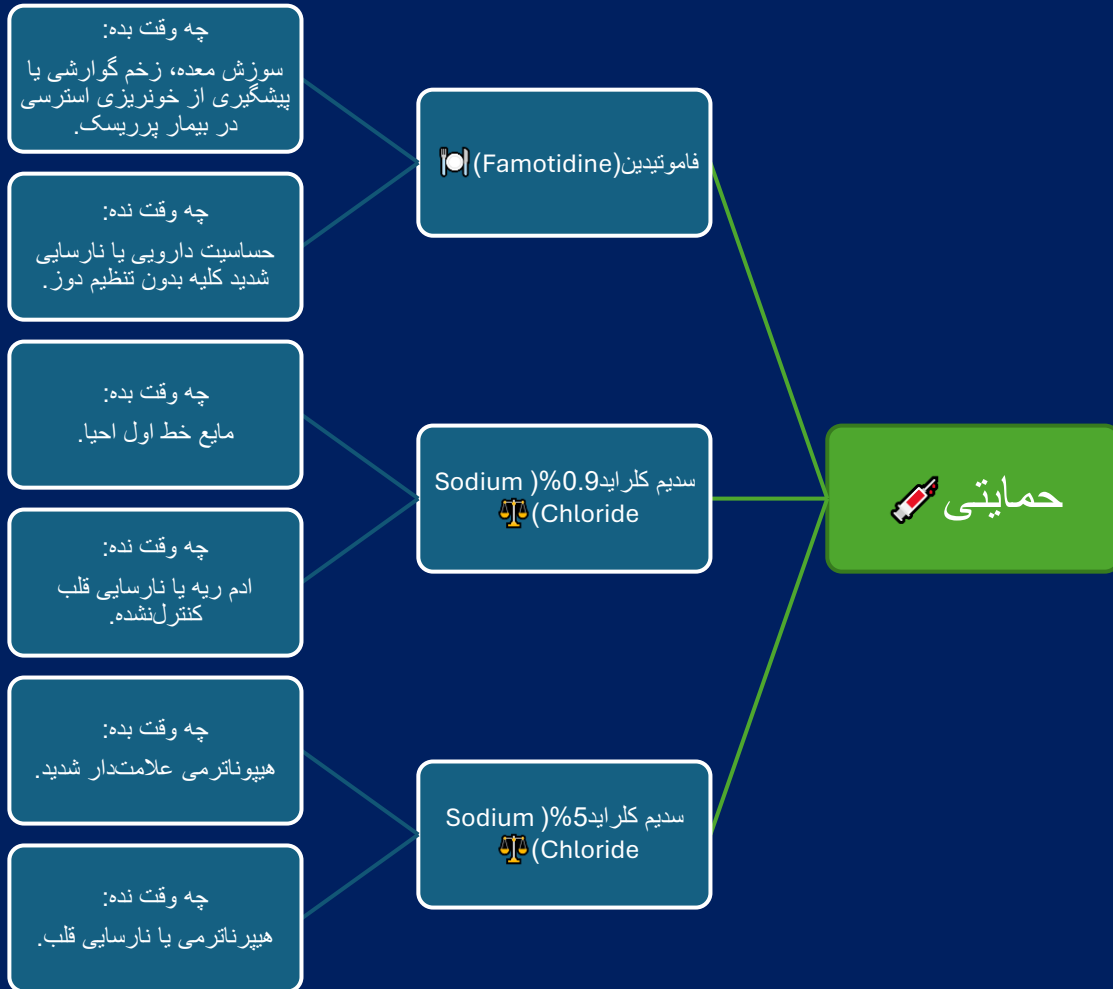 حمایتی 💉
فاموتیدین(Famotidine) 🍽️
چه وقت بده:
سوزش معده، زخم گوارشی یا
پیشگیری از خونریزی استرسی
در بیمار پرریسک.
چه وقت نده:
حساسیت دارویی یا نارسایی
شدید کلیه بدون تنظیم دوز.
سدیم کلراید0.9%( Sodium
Chloride)⚖️
چه وقت بده:
مایع خط اول احیا.
چه وقت نده:
ادم ریه یا نارسایی قلب
کنترل‌نشده.
سدیم کلراید5%( Sodium
Chloride)⚖️
چه وقت بده:
هیپوناترمی علامت‌دار شدید.
چه وقت نده:
هیپرناترمی یا نارسایی قلب.